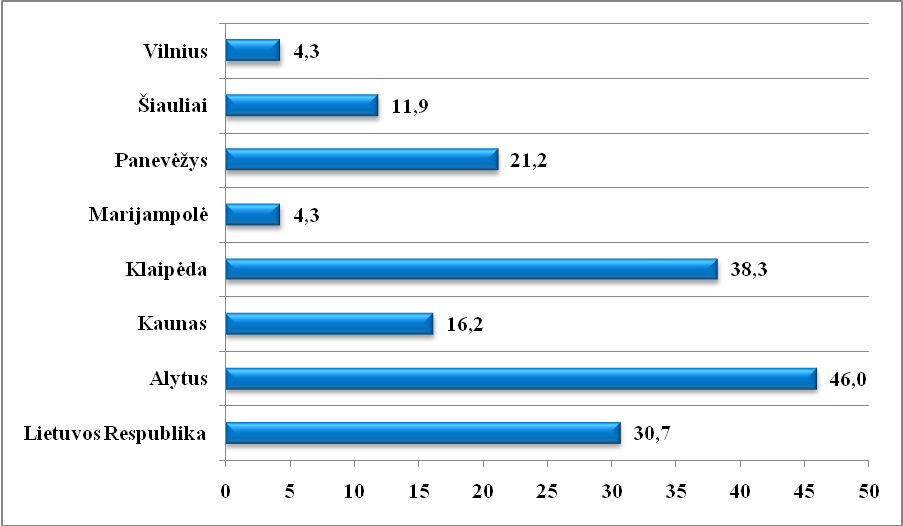 Vilnius 4,3
Šiauliai 11,9
Panevėžys 21,2
Marijampolė 4,3
Klaipėda 38,3
Kaunas 16,2
Alytus 46,0
Lietuvos Respublika 30,7
0 5 10 15 20 25 30 35 40 45 50